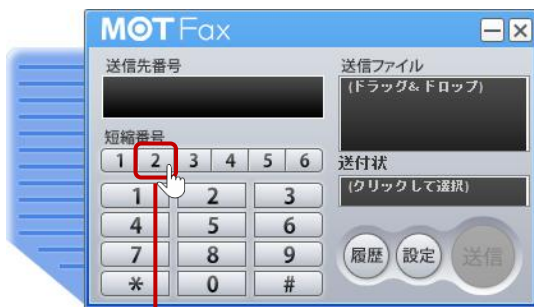 MOT Fax
送信先番号
短縮番号
1 2 3 4 5 6
1 2 3
4 5 6
7 8 9
* 0 #
送信ファイル
(ドラッグ& ドロップ)
送付状
(クリックして選択)
履歴 設定 送信